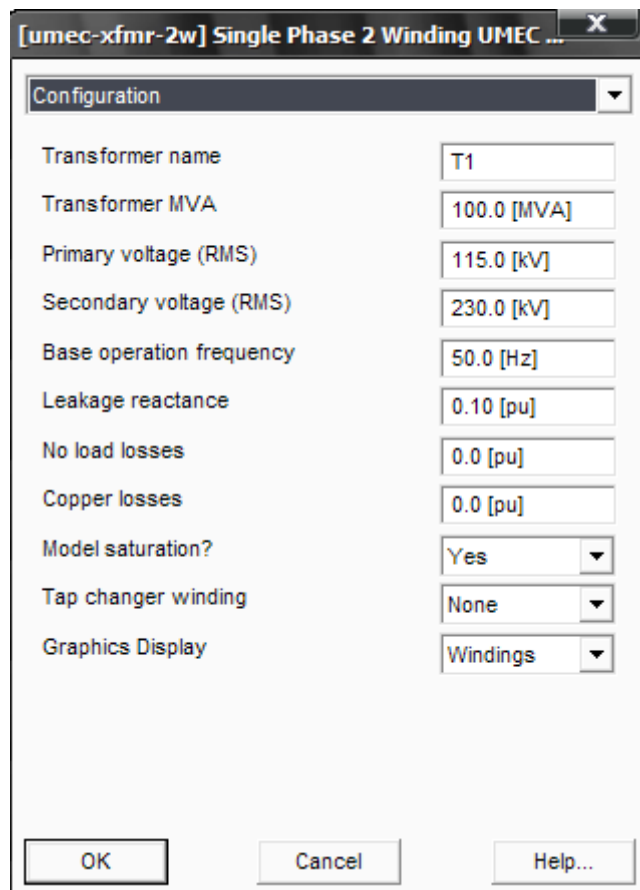 [umec-xfmr-2w] Single Phase 2 Winding UMEC ... X
Configuration
Transformer name T1
Transformer MVA 100.0 [MVA]
Primary voltage (RMS) 115.0 [kV]
Secondary voltage (RMS) 230.0 [kV]
Base operation frequency 50.0 [Hz]
Leakage reactance 0.10 [pu]
No load losses 0.0 [pu]
Copper losses 0.0 [pu]
Model saturation? Yes
Tap changer winding None
Graphics Display Windings
OK Cancel Help...